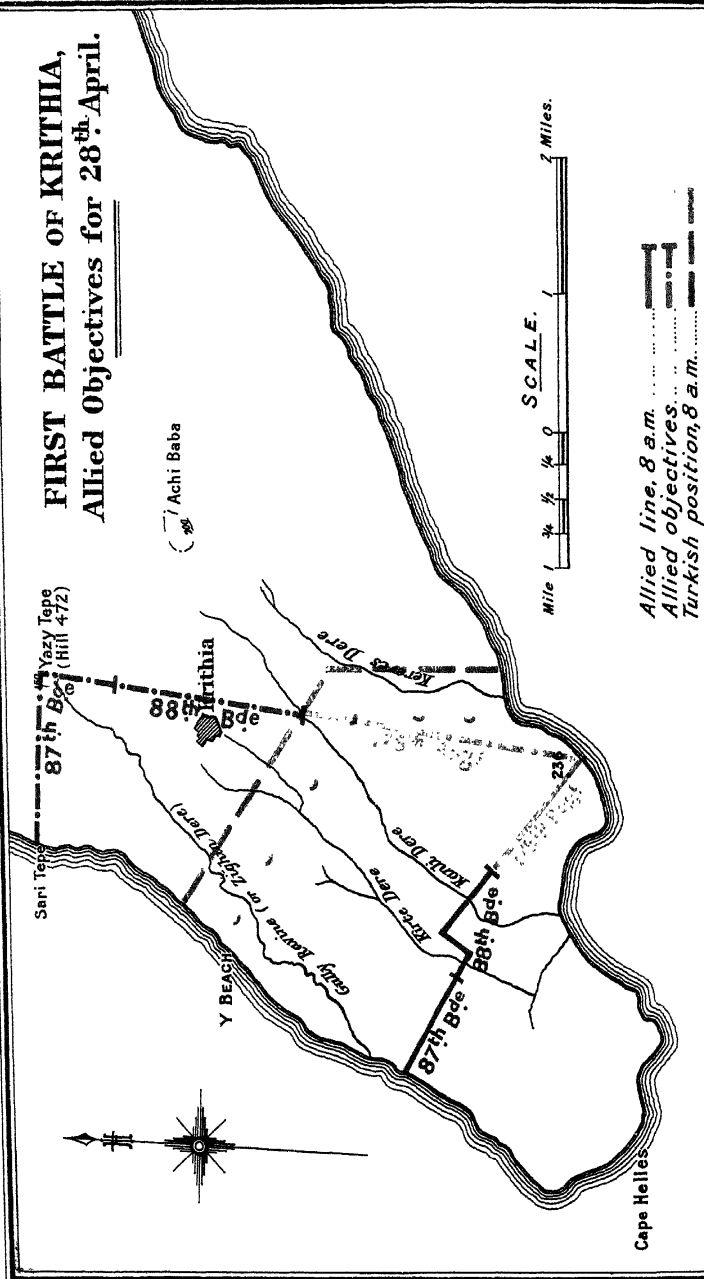 FIRST BATTLE OF KRITHIA,
Allied Objectives for 28th April.
Achi Baba
Yazy Tepe
(Hill 472)
87th Bde
Sari Tepe
88th Bde
Krithia
Kereves Dere
236
Kanli Dere
Kirte Dere
Gully Ravine (or Zighin Dere)
Y BEACH
88th Bde
87th Bde
Cape Helles
SCALE.
Mile 1 ¾ ½ ¼ 0 1 2 Miles.
Allied line, 8 a.m.
Allied objectives
Turkish position, 8 a.m.